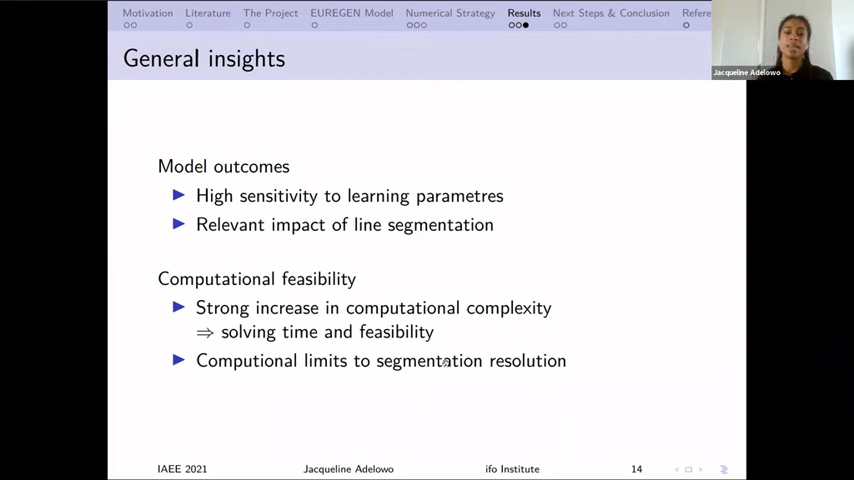 Motivation Literature The Project EUREGEN Model Numerical Strategy Results Next Steps & Conclusion Refere
General insights
Jacqueline Adelowo
Model outcomes
High sensitivity to learning parametres
Relevant impact of line segmentation
Computational feasibility
Strong increase in computational complexity
⇒ solving time and feasibility
Computional limits to segmentation resolution
IAEE 2021 Jacqueline Adelowo ifo Institute 14